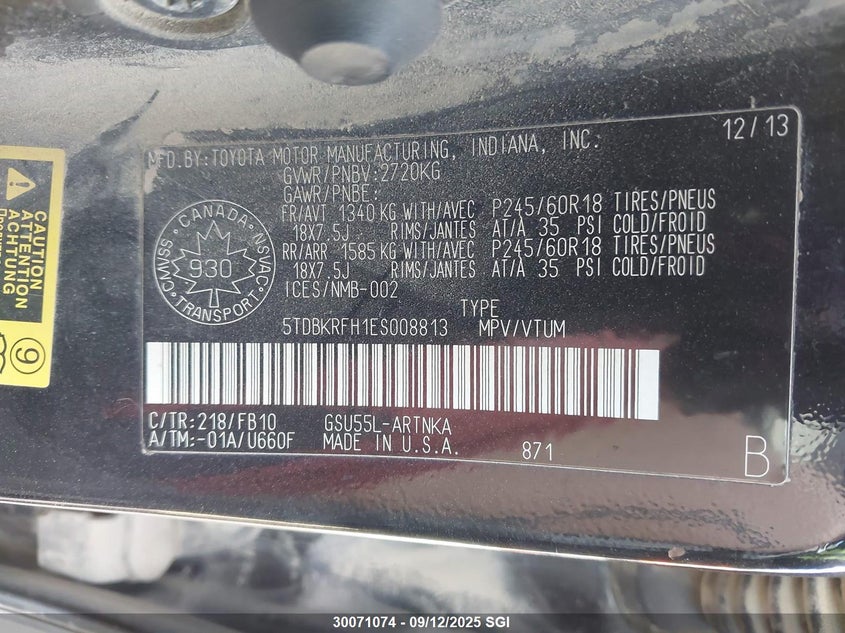 12/13
MFD.BY:TOYOTA MOTOR MANUFACTURING, INDIANA, INC.
GVWR/PNBV:2720KG
GAWR/PNBE:
FR/AVT 1340 KG WITH/AVEC P245/60R18 TIRES/PNEUS
18X7.5J RIMS/JANTES AT/A 35 PSI COLD/FROID
RR/ARR 1585 KG WITH/AVEC P245/60R18 TIRES/PNEUS
18X7.5J RIMS/JANTES AT/A 35 PSI COLD/FROID
ICES/NMB-002
TYPE
5TDBKRFH1ES008813 MPV/VTUM
CANADA
CMVSS
NSVAC
930
TRANSPORT
C/TR:218/FB10 GSU55L-ARTNKA
A/TM:-01A/U660F MADE IN U.S.A.
871
B
CAUTION
ATTENTION
ACHTUNG
9
30071074 - 09/12/2025 SGI